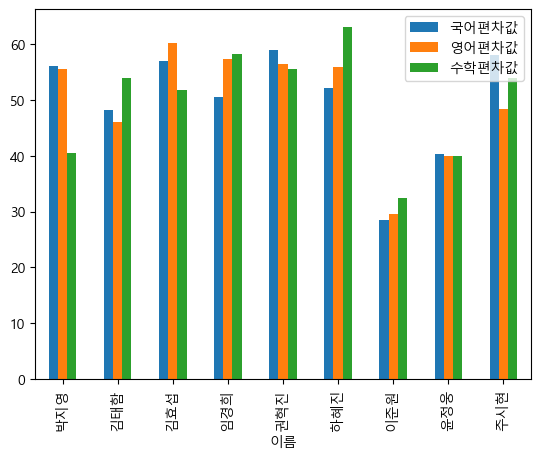 국어편차값
영어편차값
수학편차값
60
50
40
30
20
10
0
박지영
김태함
김효섭
임경희
권혁진
하혜진
이준원
윤정웅
주시현
이름